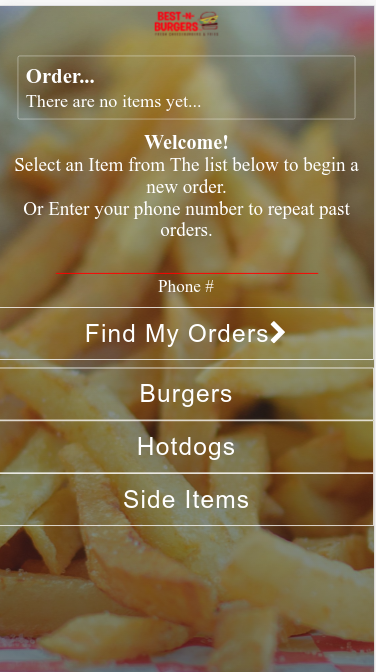 BEST-N-
BURGERS
Order...
There are no items yet...
Welcome!
Select an Item from The list below to begin a
new order.
Or Enter your phone number to repeat past
orders.
Phone #
Find My Orders
Burgers
Hotdogs
Side Items